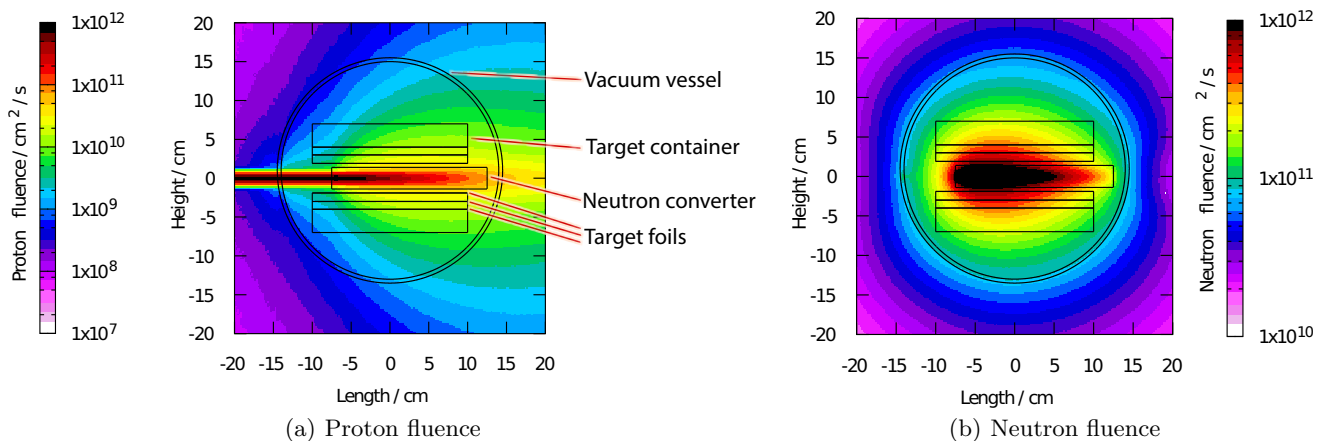 1x10^12
1x10^11
1x10^10
1x10^9
1x10^8
1x10^7
Proton fluence/ cm^2 / s
20
15
10
5
0
-5
-10
-15
-20
Height/ cm
-20 -15 -10 -5 0 5 10 15 20
Length/ cm
Vacuum vessel
Target container
Neutron converter
Target foils
(a) Proton fluence
20
15
10
5
0
-5
-10
-15
-20
Height/ cm
-20 -15 -10 -5 0 5 10 15 20
Length / cm
(b) Neutron fluence
Neutron fluence/ cm ^2 / s
1x10^12
1x10^11
1x10^10